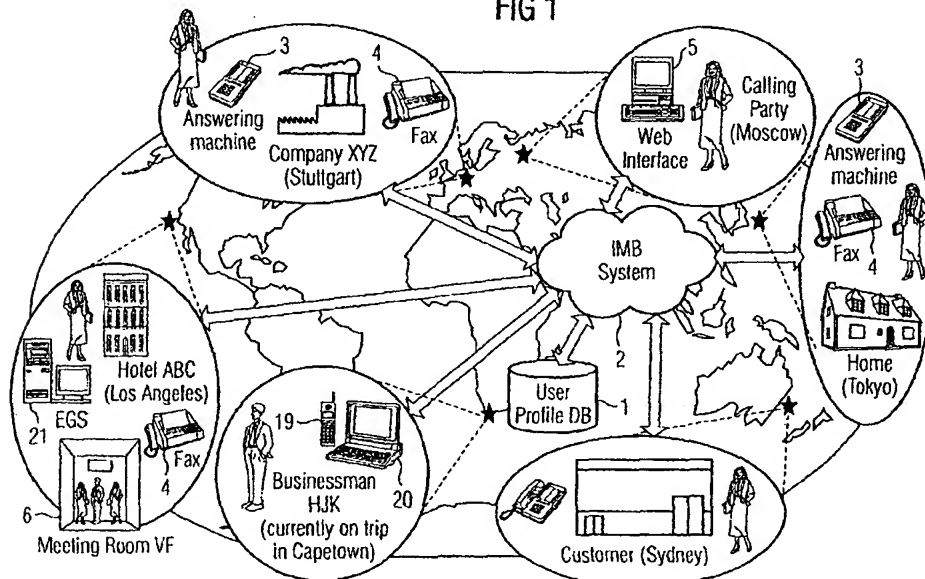 FIG 1
3
4
Answering
machine
Company XYZ
(Stuttgart)
Fax
5
Web
Interface
Calling
Party
(Moscow)
3
Answering
machine
Fax
4
Home
(Tokyo)
IMB
System
2
User
Profile DB
1
Hotel ABC
(Los Angeles)
21
EGS
Fax
4
6
Meeting Room VF
19
20
Businessman
HJK
(currently on trip
in Capetown)
Customer (Sydney)